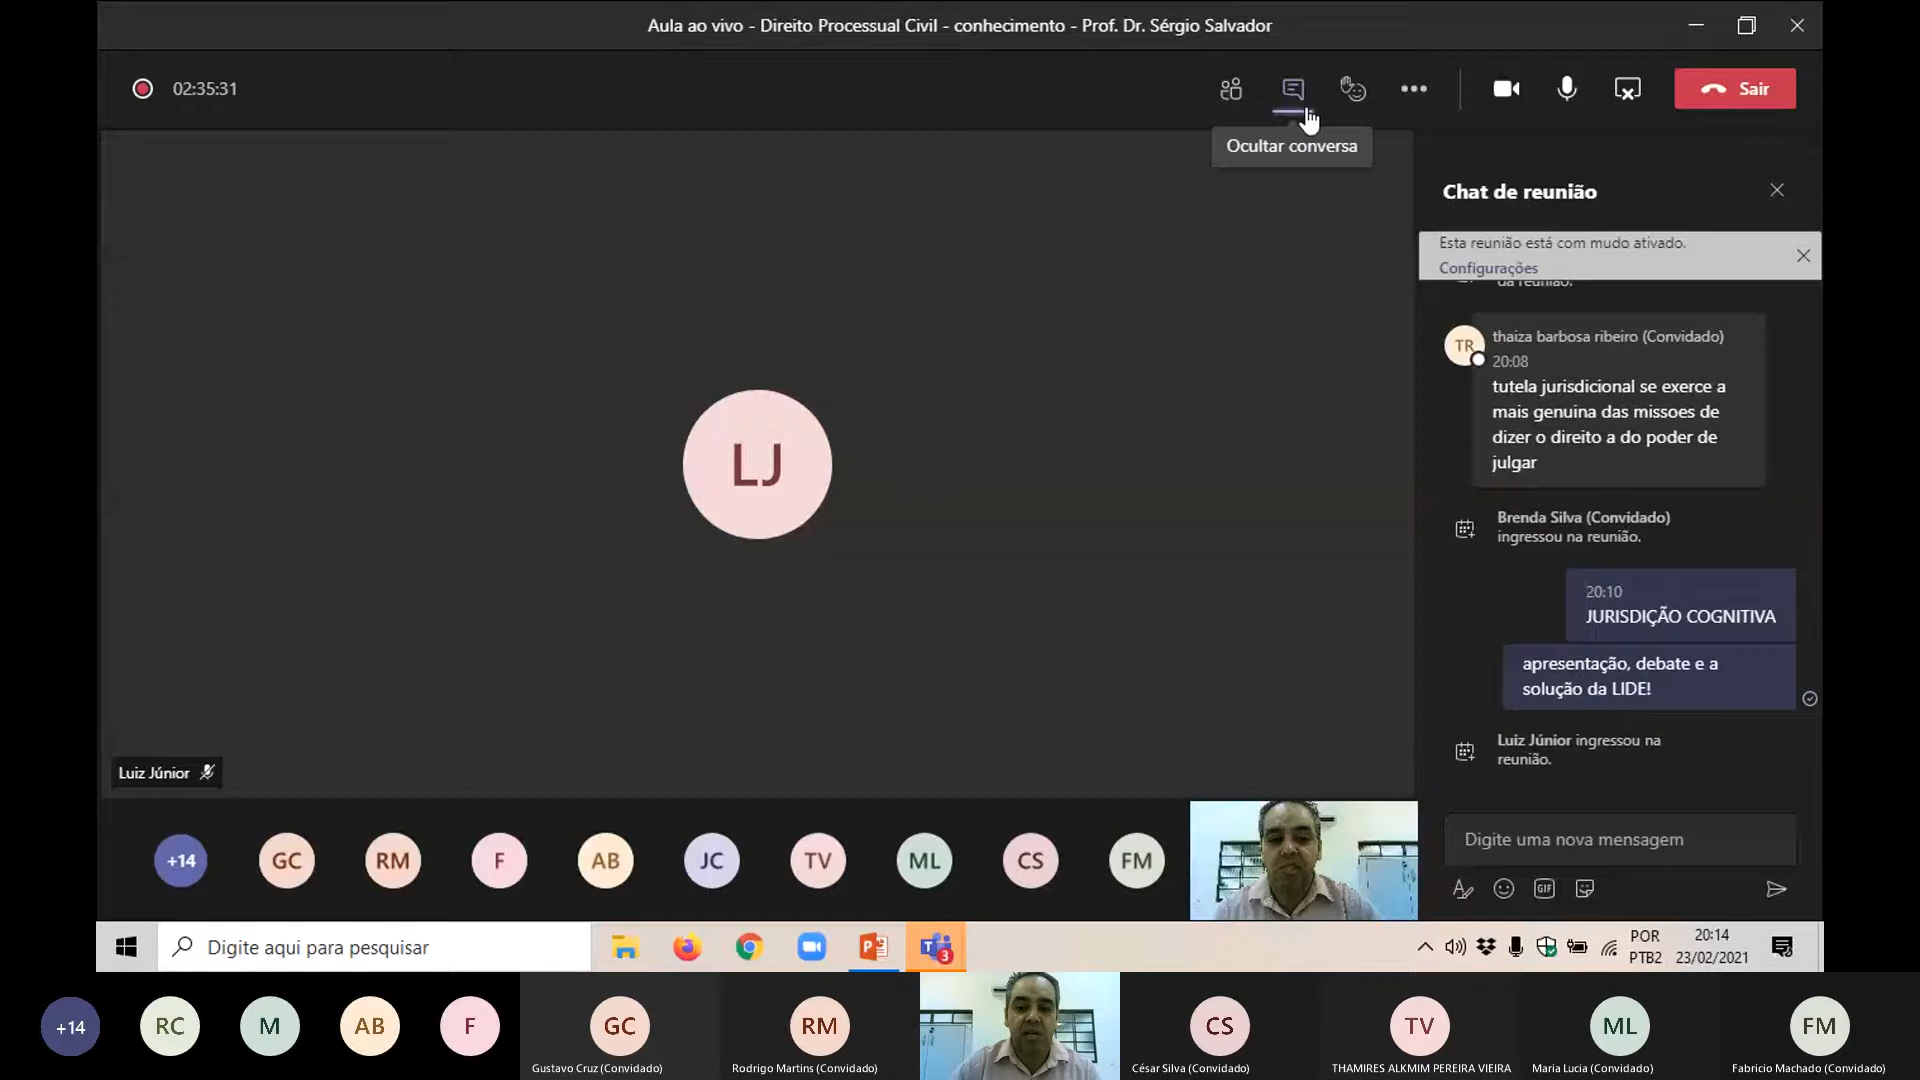 Aula ao vivo - Direito Processual Civil - conhecimento - Prof. Dr. Sérgio Salvador
02:35:31
Sair
Ocultar conversa
Chat de reunião
Esta reunião está com mudo ativado.
Configurações
da reunião.
thaiza barbosa ribeiro (Convidado)
TR
20:08
tutela jurisdicional se exerce a
mais genuina das missoes de
dizer o direito a do poder de
julgar
Brenda Silva (Convidado)
ingressou na reunião.
20:10
JURISDIÇÃO COGNITIVA
apresentação, debate e a
solução da LIDE!
Luiz Júnior ingressou na
reunião.
LJ
Luiz Júnior
+14
GC
RM
F
AB
JC
TV
ML
CS
FM
Digite uma nova mensagem
GIF
Digite aqui para pesquisar
3
POR
PTB2
20:14
23/02/2021
+14
RC
M
AB
F
GC
RM
CS
TV
ML
FM
Gustavo Cruz (Convidado)
Rodrigo Martins (Convidado)
César Silva (Convidado)
THAMIRES ALKMIM PEREIRA VIEIRA
Maria Lucia (Convidado)
Fabricio Machado (Convidado)